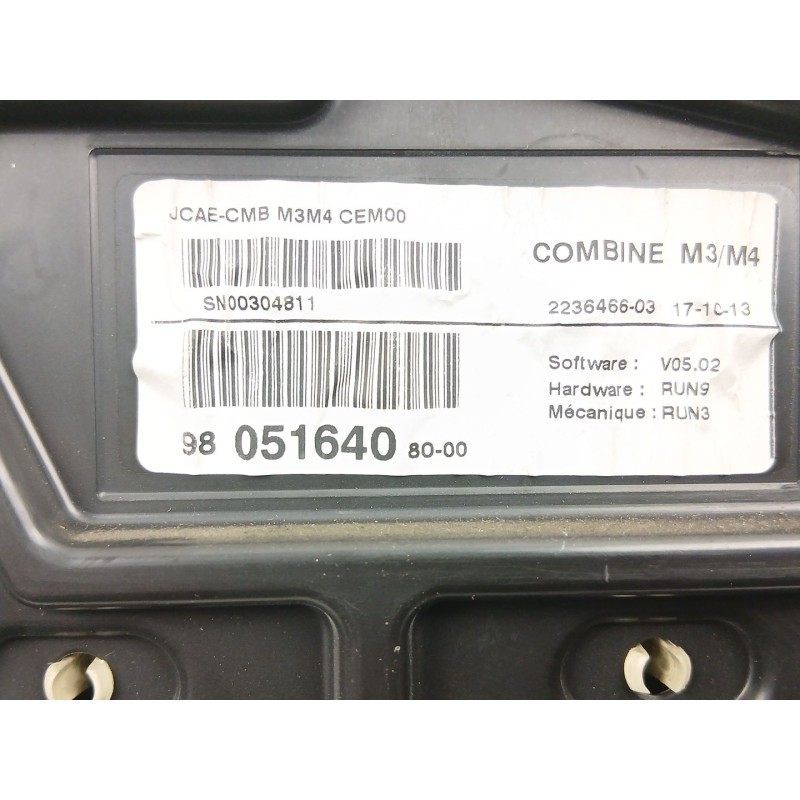 JCAE-CMB M3M4 CEM00
COMBINE M3/M4
SN00304811
2236466-03 17-10-13
Software : V05.02
Hardware : RUN9
Mécanique : RUN3
98 051640 80-00